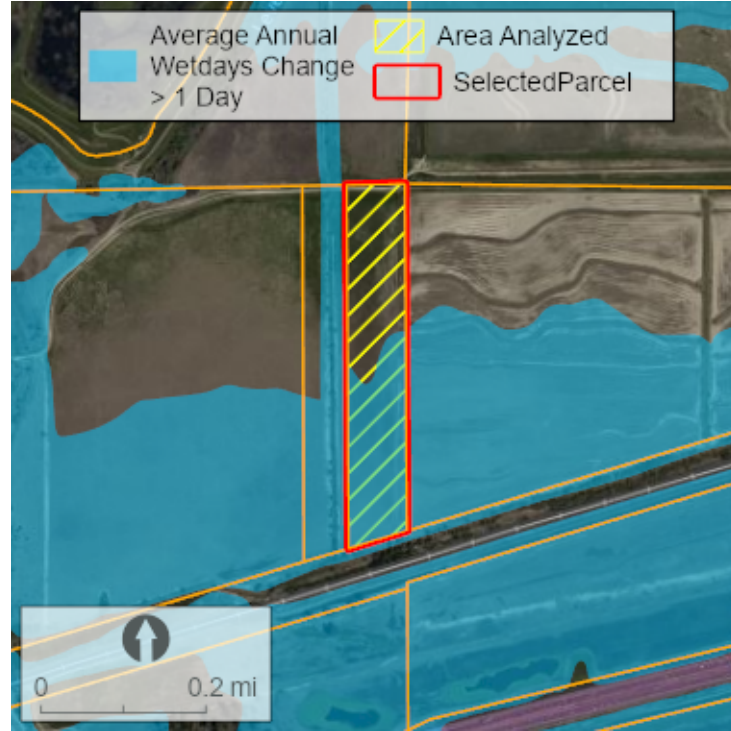 Average Annual
Wetdays Change
> 1 Day
Area Analyzed
SelectedParcel
0
0.2 mi